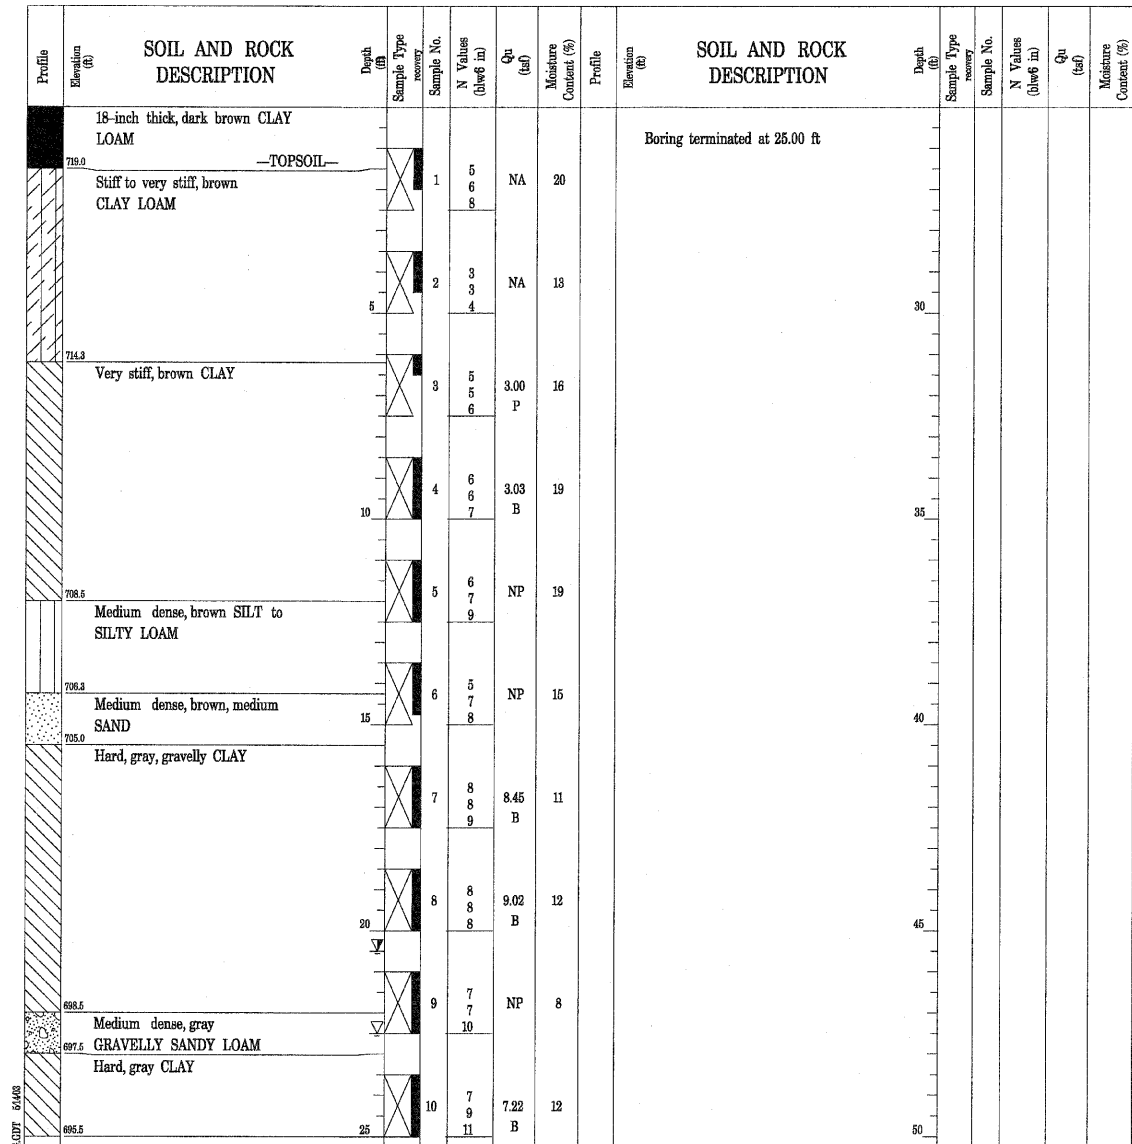 Profile
Elevation
(ft)
SOIL AND ROCK
DESCRIPTION
Depth
(ft)
Sample Type
recovery
Sample No.
N Values
(blw/6 in)
Qu
(tsf)
Moisture
Content (%)
Profile
Elevation
(ft)
SOIL AND ROCK
DESCRIPTION
Depth
(ft)
Sample Type
recovery
Sample No.
N Values
(blw/6 in)
Qu
(tsf)
Moisture
Content (%)
18-inch thick, dark brown CLAY
LOAM
—TOPSOIL—
719.0
Stiff to very stiff, brown
CLAY LOAM
1
5
6
8
NA
20
2
3
3
4
NA
13
5
714.3
Very stiff, brown CLAY
3
5
5
6
3.00
P
16
4
6
6
7
3.03
B
19
10
5
6
7
9
NP
19
708.5
Medium dense, brown SILT to
SILTY LOAM
6
5
7
8
NP
15
706.3
Medium dense, brown, medium
SAND
15
705.0
Hard, gray, gravelly CLAY
7
8
8
9
8.45
B
11
8
8
8
8
9.02
B
12
20
9
7
7
10
NP
8
698.5
Medium dense, gray
GRAVELLY SANDY LOAM
697.5
Hard, gray CLAY
10
7
9
11
7.22
B
12
695.5
25
Boring terminated at 25.00 ft
30
35
40
45
50
.GDT 5/14/03